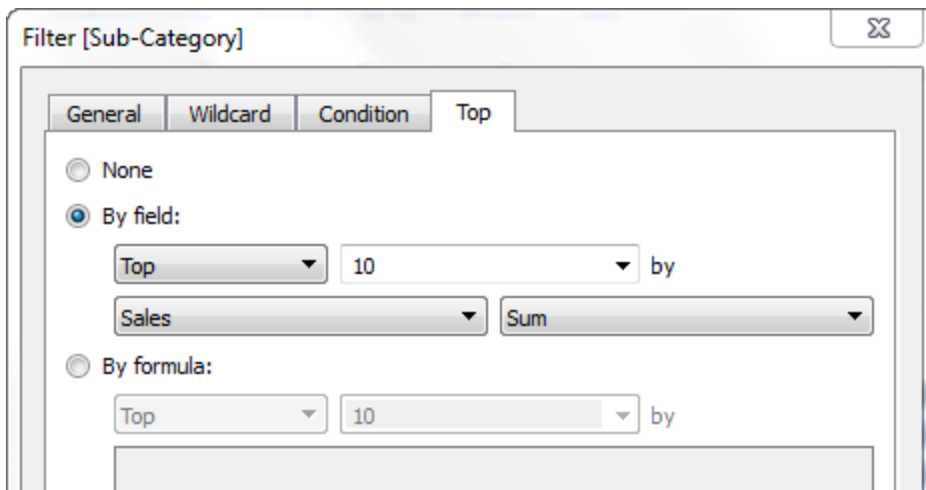 Filter [Sub-Category]
General Wildcard Condition Top
None
By field:
Top 10 by
Sales Sum
By formula:
Top 10 by